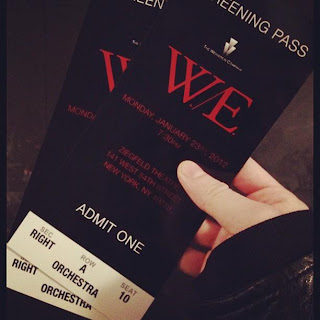 SCREENING PASS
THE WEINSTEIN COMPANY
W./E.
MONDAY, JANUARY 23RD, 2012
7:30PM
ZIEGFELD THEATRE
141 WEST 54TH STREET
NEW YORK, NY
ADMIT ONE
SEC ROW SEAT
RIGHT A 10
ORCHESTRA
EEN
W
MONDA
RIGHT
ORCHESTRA